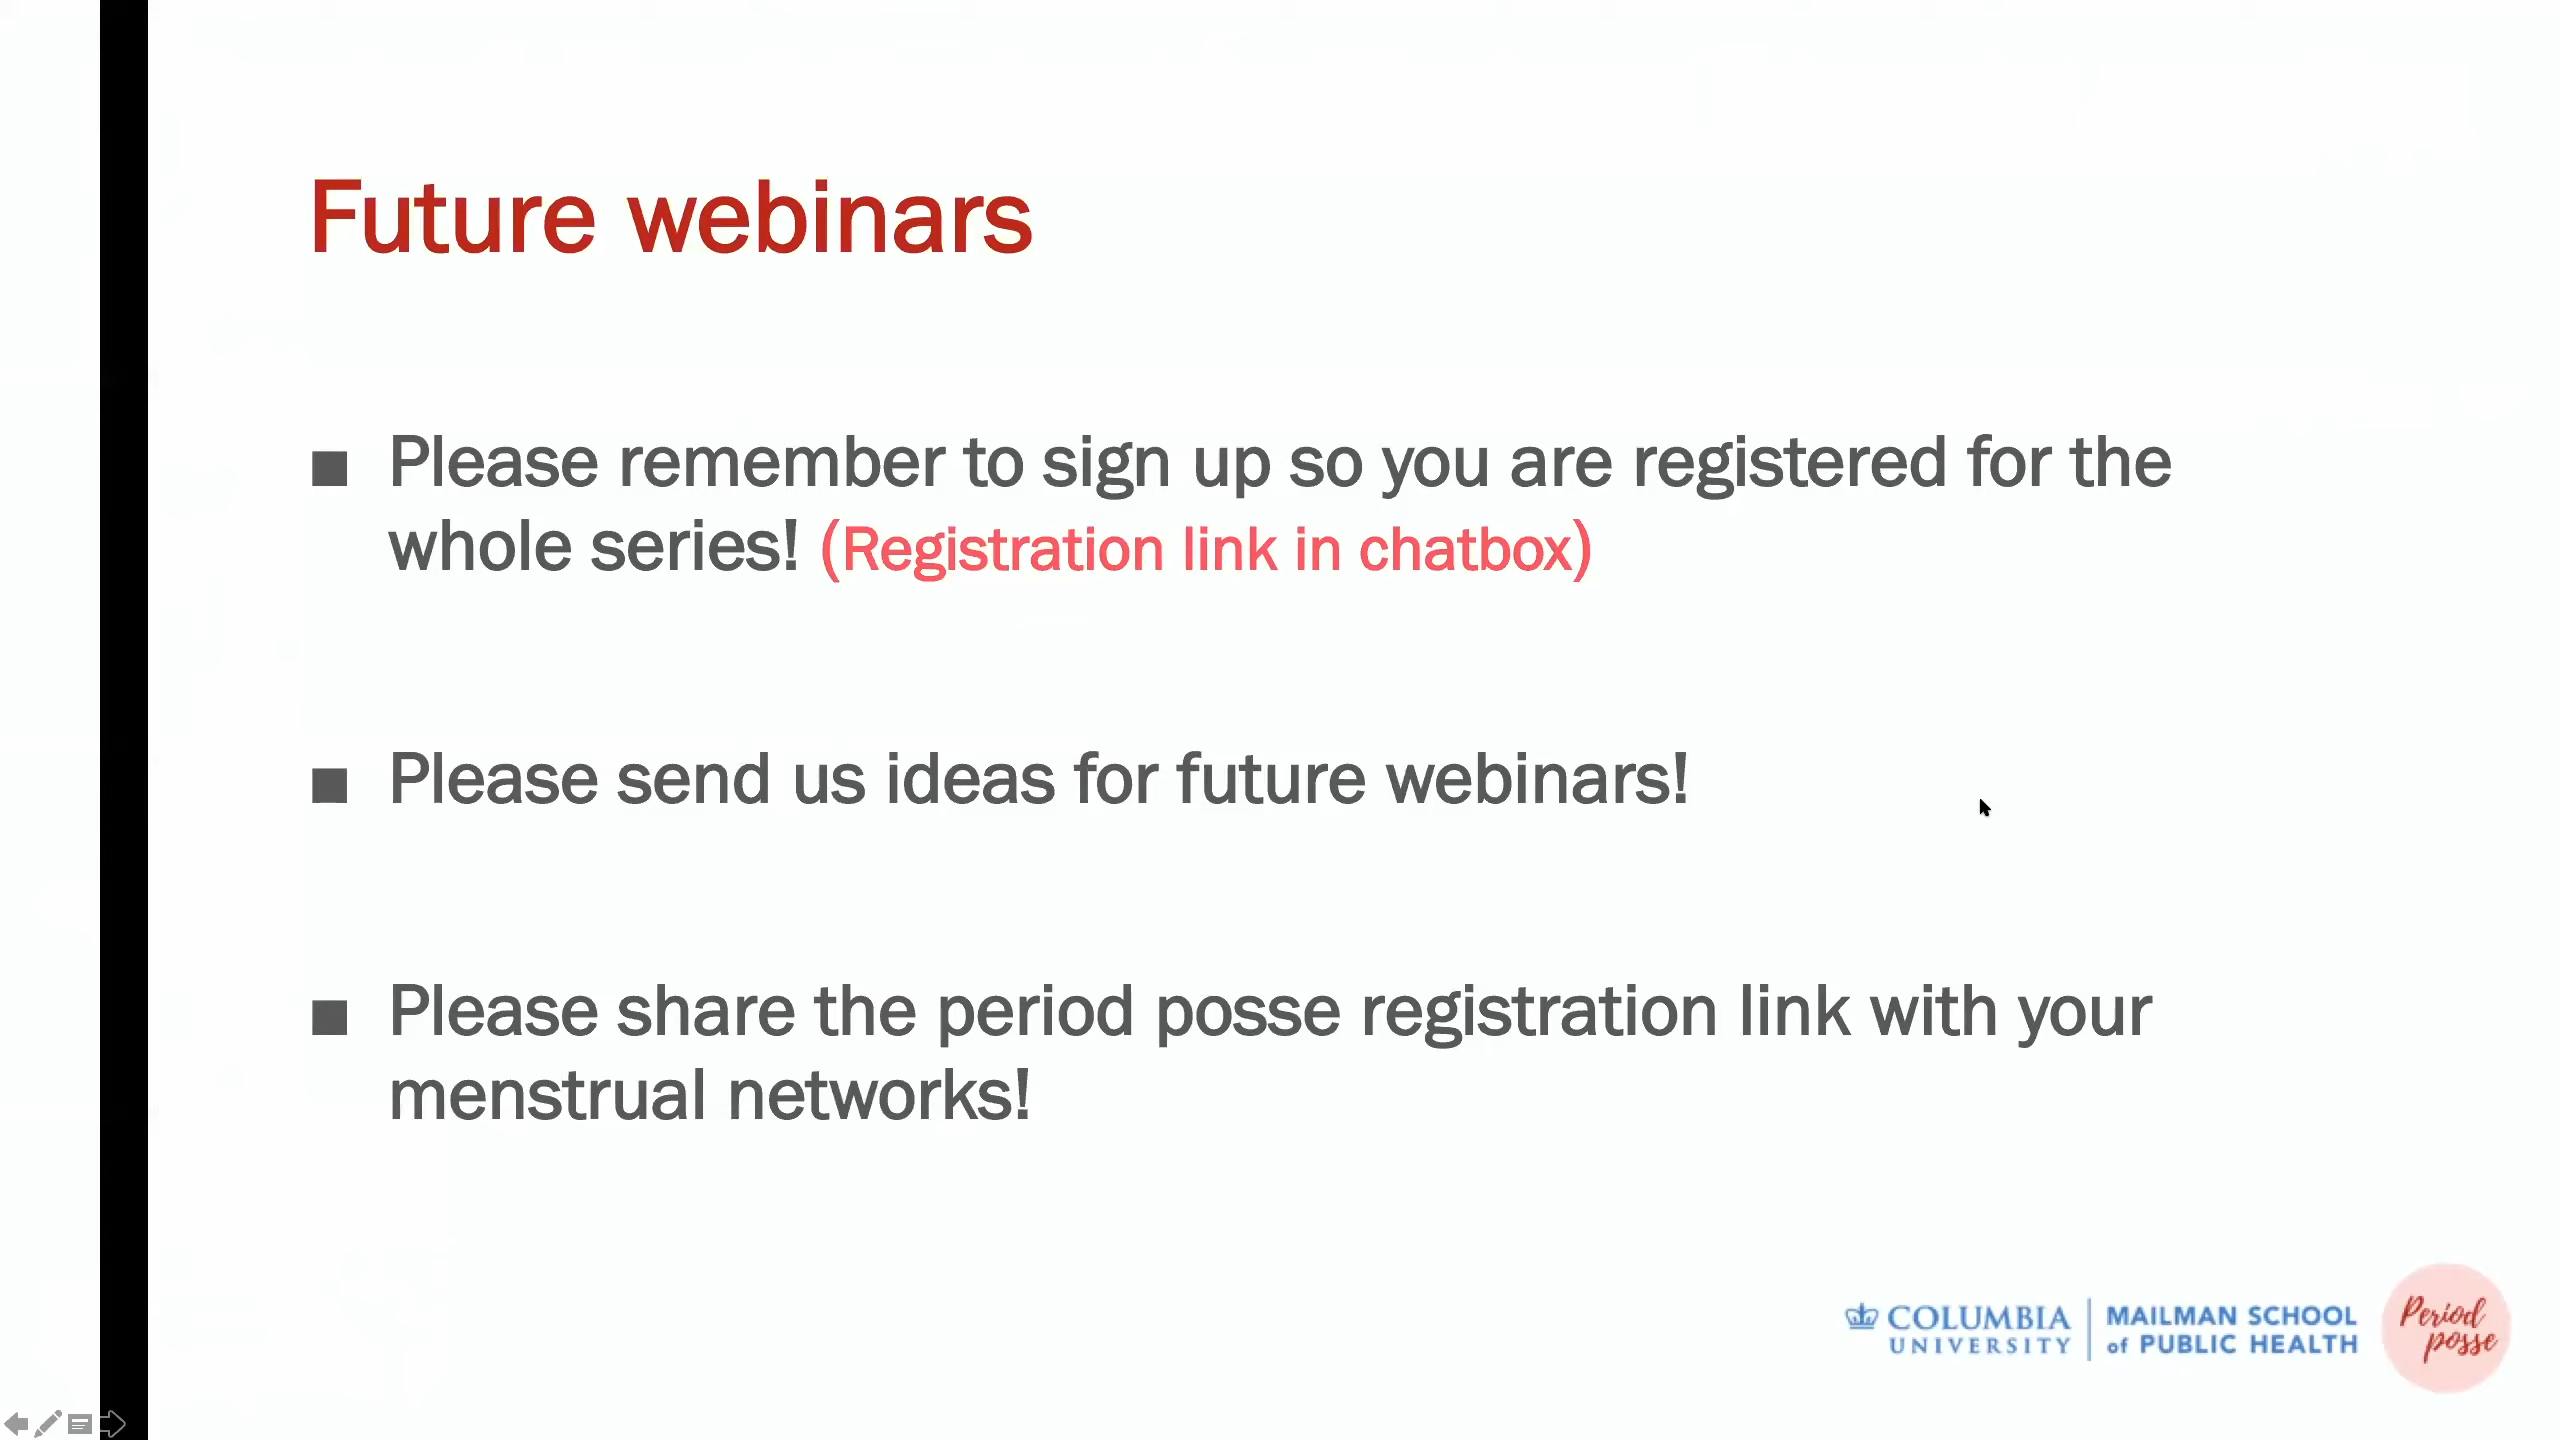 Future webinars
■ Please remember to sign up so you are registered for the
whole series! (Registration link in chatbox)
■ Please send us ideas for future webinars!
■ Please share the period posse registration link with your
menstrual networks!
COLUMBIA
UNIVERSITY
MAILMAN SCHOOL
of PUBLIC HEALTH
Period
posse